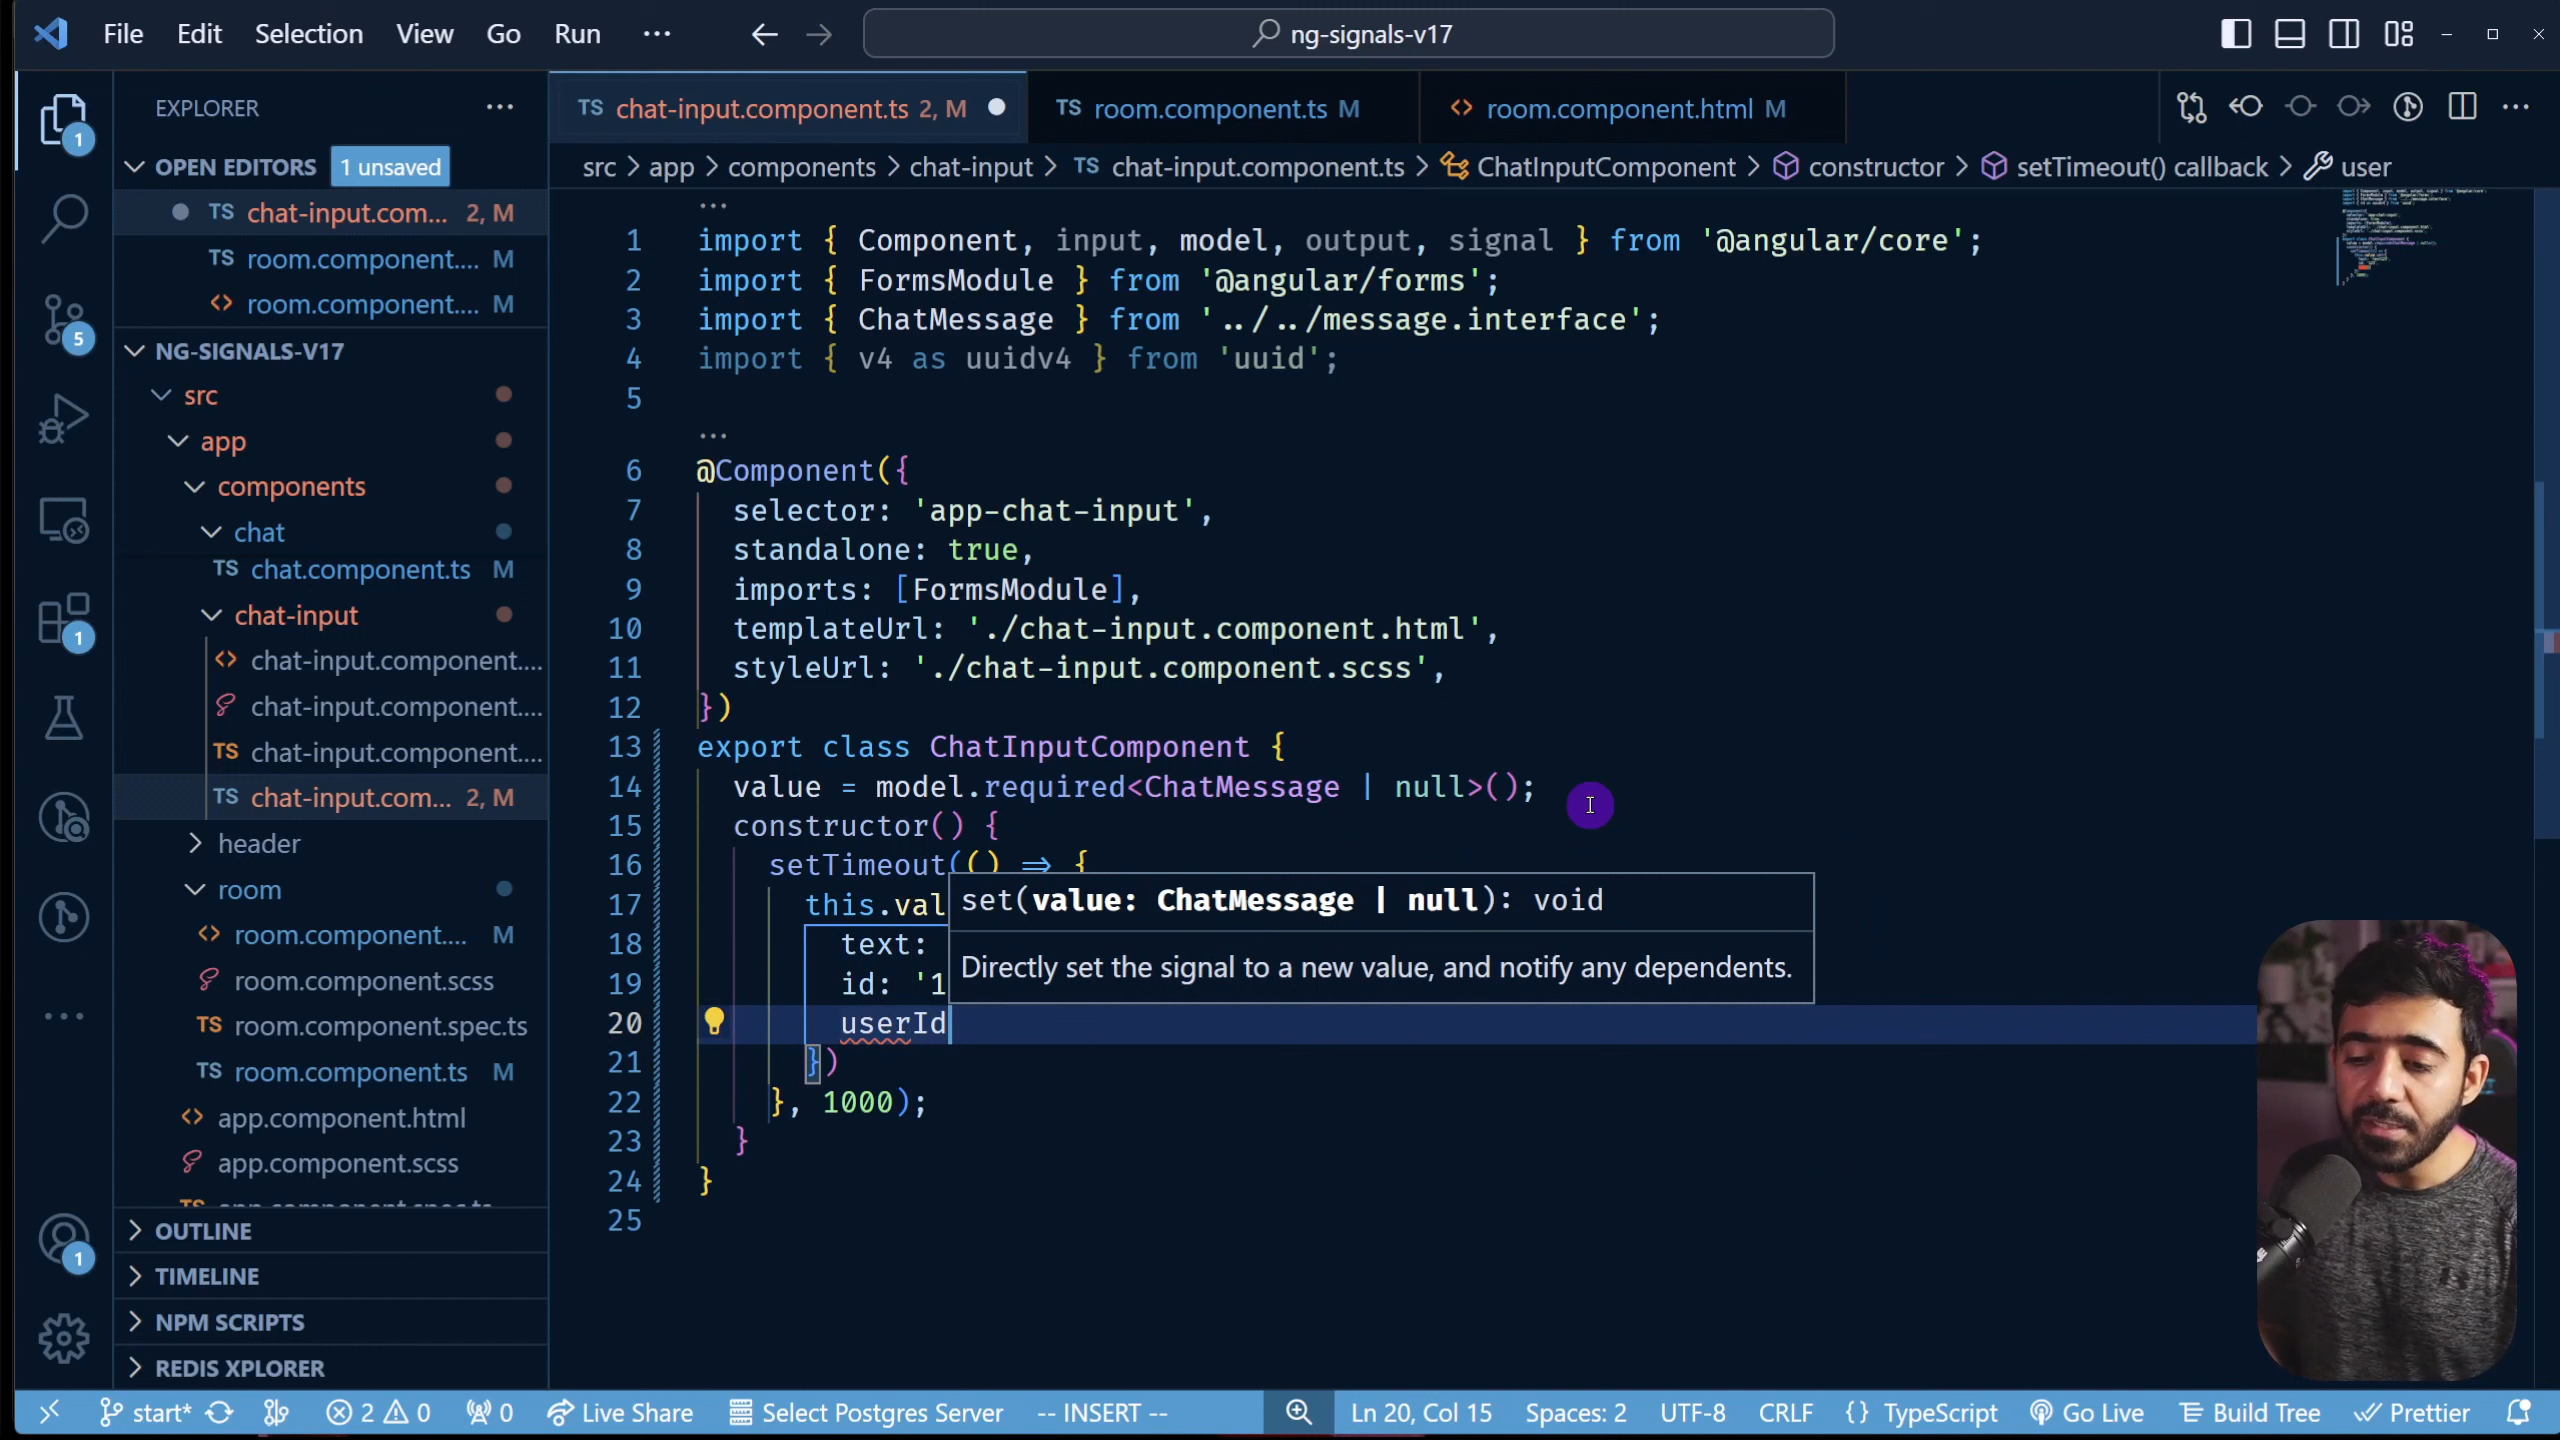 File Edit Selection View Go Run ··· ng-signals-v17
EXPLORER ···
OPEN EDITORS 1 unsaved
TS chat-input.com... 2, M
TS room.component.... M
<> room.component.... M
NG-SIGNALS-V17
src
app
components
chat
TS chat.component.ts M
chat-input
<> chat-input.component....
chat-input.component....
TS chat-input.component....
TS chat-input.com... 2, M
header
room
<> room.component.... M
room.component.scss
TS room.component.spec.ts
TS room.component.ts M
<> app.component.html
app.component.scss
TS app.component.spec.ts
OUTLINE
TIMELINE
NPM SCRIPTS
REDIS XPLORER
1
5
1
1
TS chat-input.component.ts 2, M TS room.component.ts M <> room.component.html M
src > app > components > chat-input > TS chat-input.component.ts > ChatInputComponent > constructor > setTimeout() callback > user
1 import { Component, input, model, output, signal } from '@angular/core';
2 import { FormsModule } from '@angular/forms';
3 import { ChatMessage } from '../../message.interface';
4 import { v4 as uuidv4 } from 'uuid';
5
6 @Component({
7 selector: 'app-chat-input',
8 standalone: true,
9 imports: [FormsModule],
10 templateUrl: './chat-input.component.html',
11 styleUrl: './chat-input.component.scss',
12 })
13 export class ChatInputComponent {
14 value = model.required<ChatMessage | null>();
15 constructor() {
16 setTimeout(() => {
17 this.val
18 text:
19 id: '1
20 userId
21 })
22 }, 1000);
23 }
24 }
25
set(value: ChatMessage | null): void
Directly set the signal to a new value, and notify any dependents.
start* 2 0 0 Live Share Select Postgres Server -- INSERT -- Ln 20, Col 15 Spaces: 2 UTF-8 CRLF {} TypeScript Go Live Build Tree Prettier